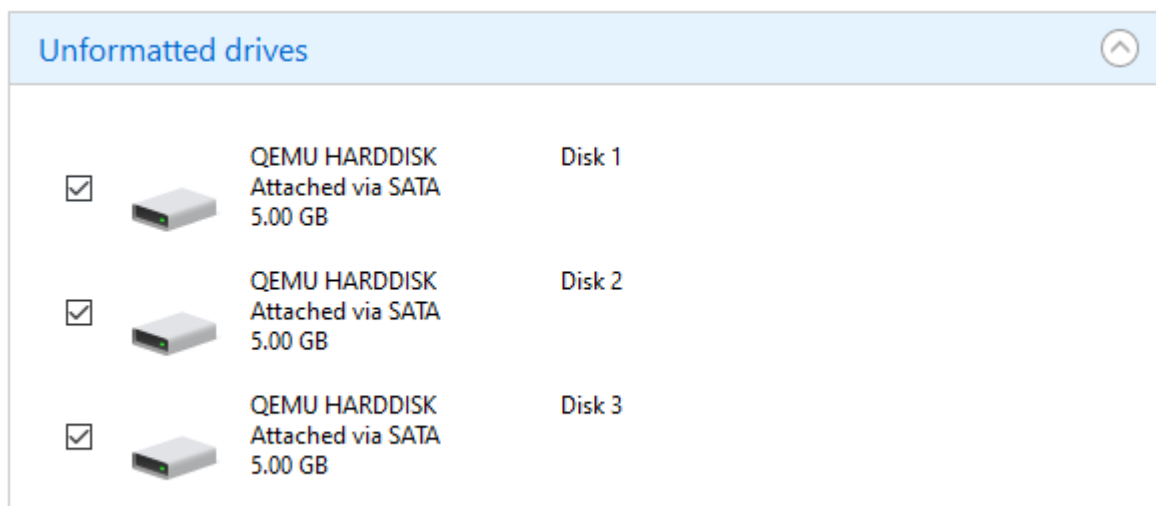 Unformatted drives
QEMU HARDDISK Disk 1
Attached via SATA
5.00 GB
QEMU HARDDISK Disk 2
Attached via SATA
5.00 GB
QEMU HARDDISK Disk 3
Attached via SATA
5.00 GB